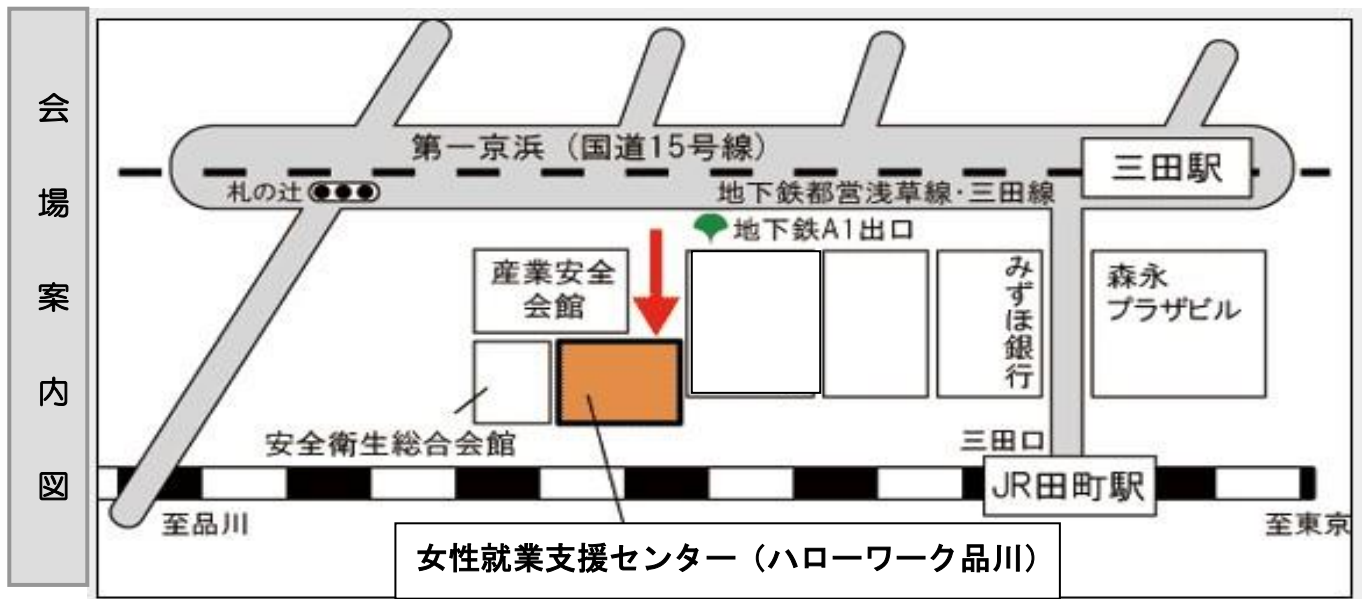 会場案内図
第一京浜（国道15号線）
三田駅
札の辻
地下鉄都営浅草線・三田線
地下鉄A1出口
産業安全
会館
みずほ銀行
森永
プラザビル
安全衛生総合会館
三田口
JR田町駅
至品川
至東京
女性就業支援センター（ハローワーク品川）